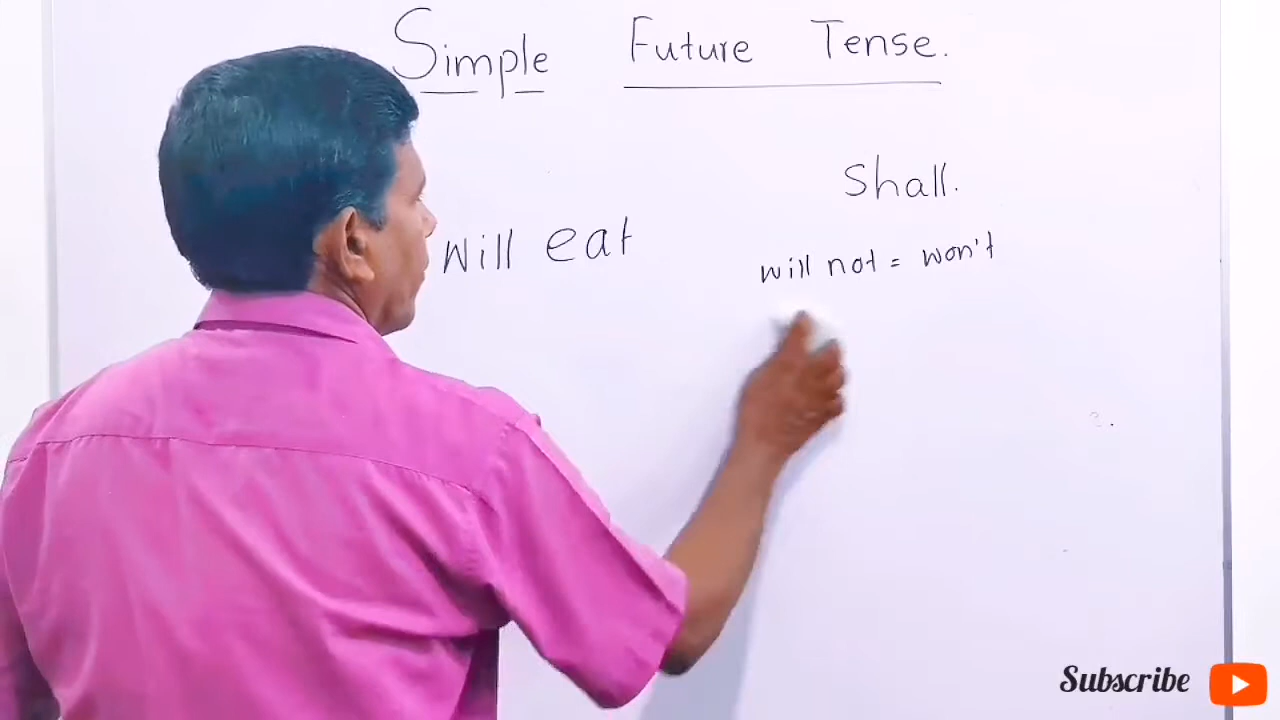 Simple Future Tense.
Shall.
will eat
will not = won't
Subscribe